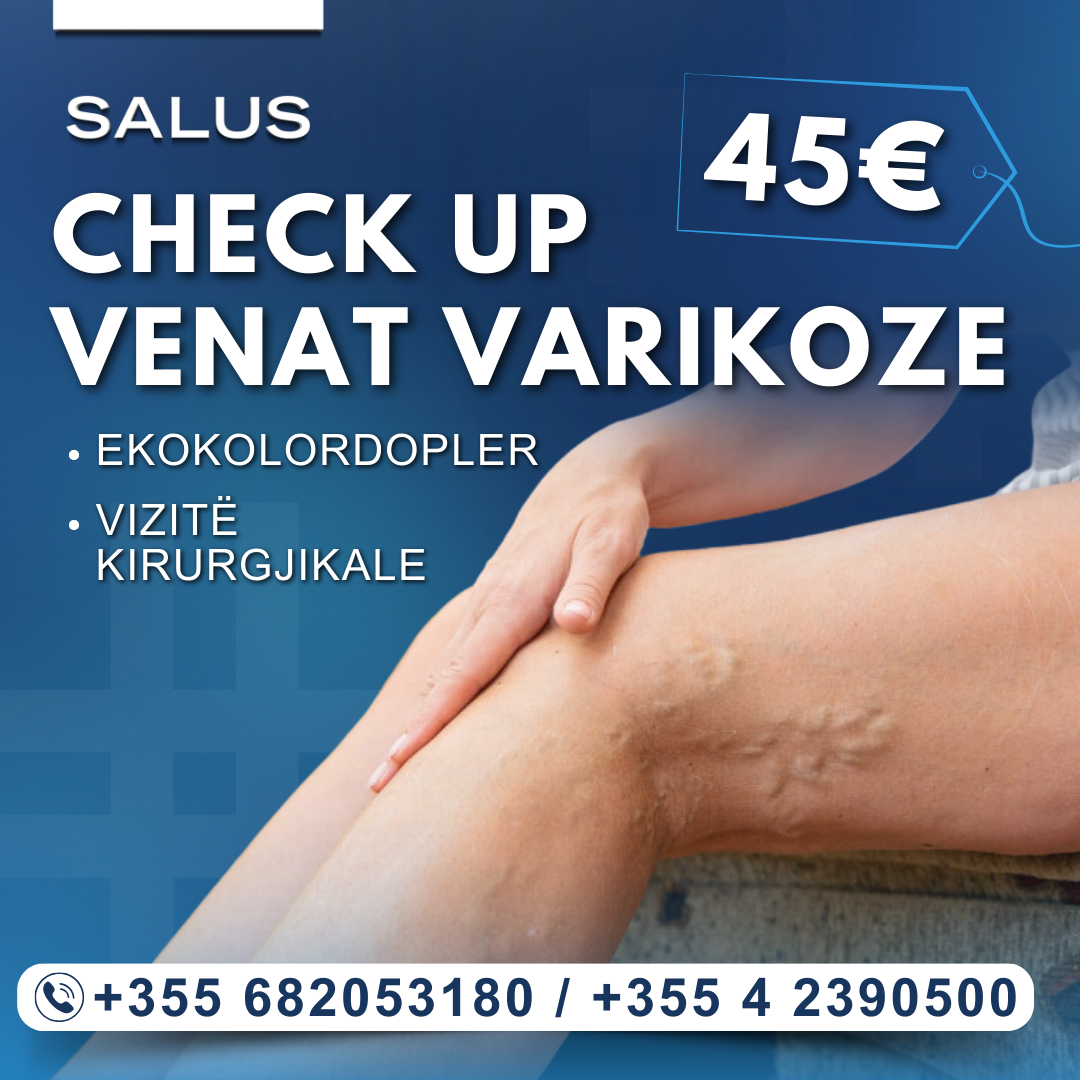 SALUS
45€
CHECK UP
VENAT VARIKOZE
• EKOKOLORDOPLER
• VIZITË
KIRURGJIKALE
+355 682053180 / +355 4 2390500